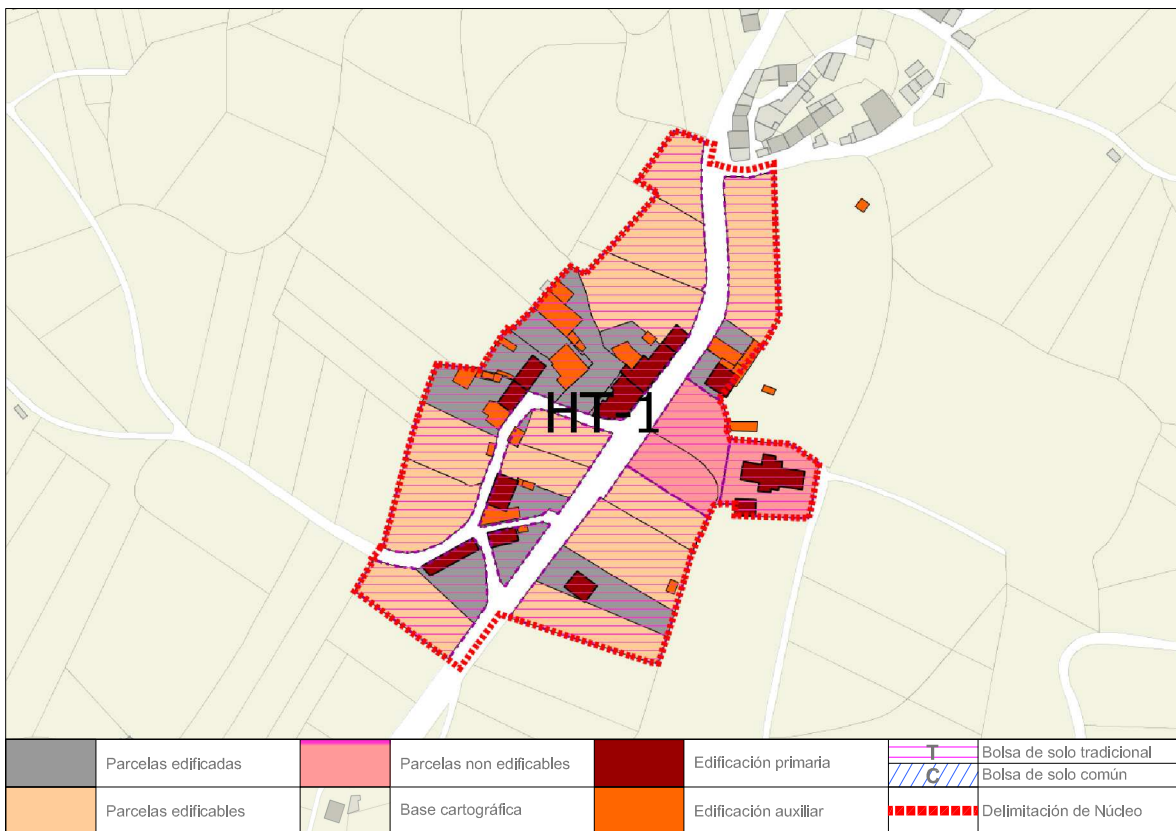 HT-1
Parcelas edificadas
Parcelas non edificables
Edificación primaria
T
Bolsa de solo tradicional
C
Bolsa de solo común
Parcelas edificables
Base cartográfica
Edificación auxiliar
Delimitación de Núcleo